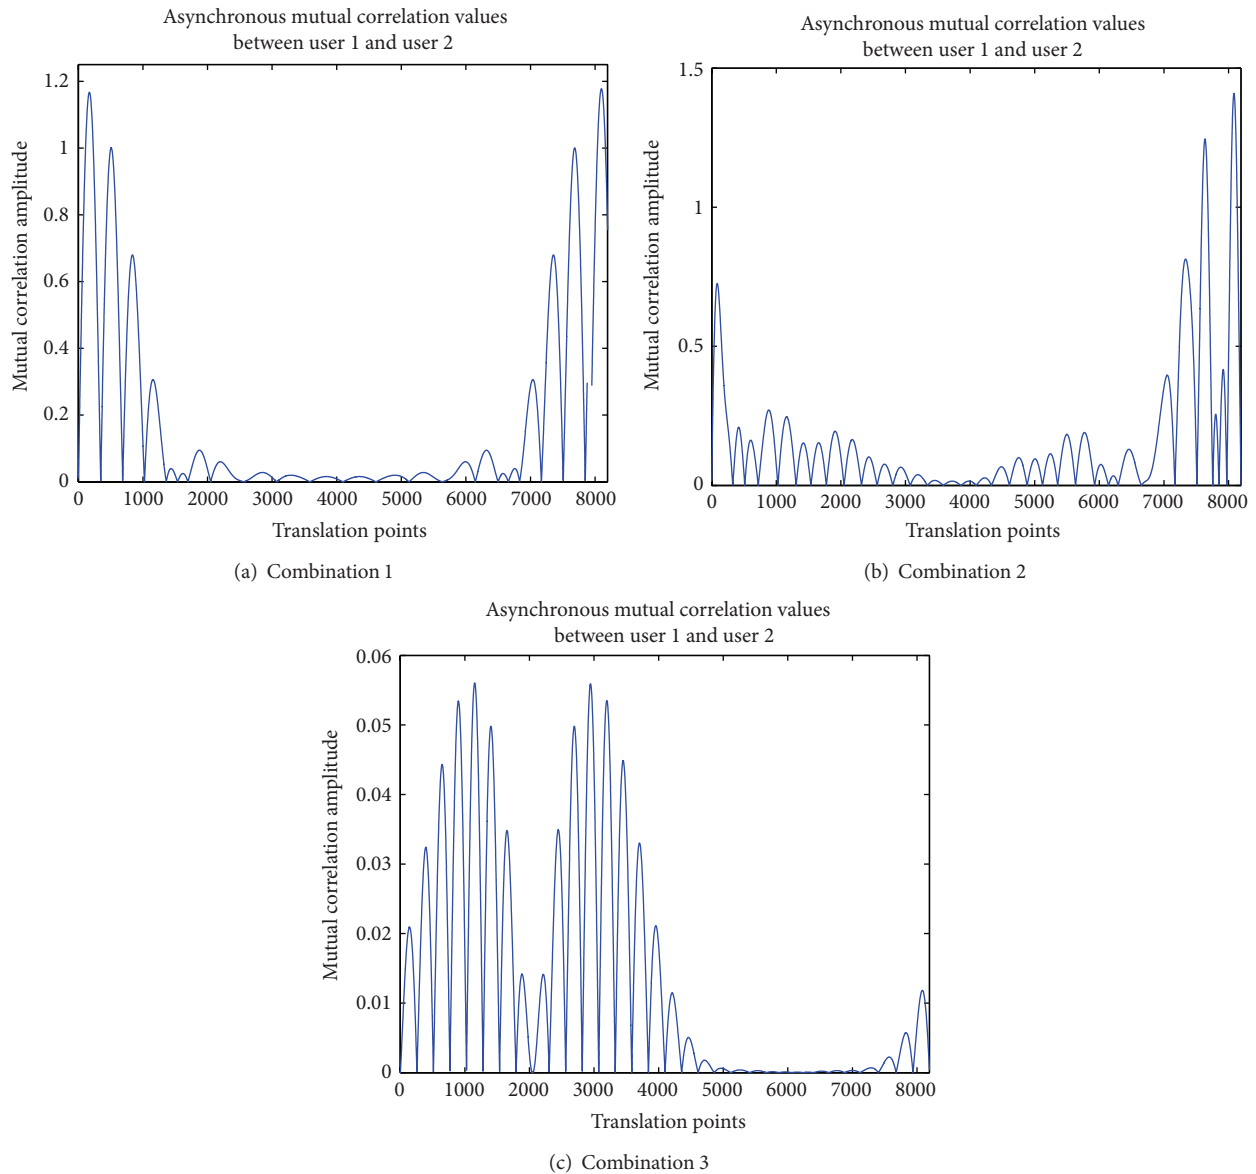 Asynchronous mutual correlation values
between user 1 and user 2
Mutual correlation amplitude
1.2
1
0.8
0.6
0.4
0.2
0
0 1000 2000 3000 4000 5000 6000 7000 8000
Translation points
(a) Combination 1
Asynchronous mutual correlation values
between user 1 and user 2
Mutual correlation amplitude
1.5
1
0.5
0
0 1000 2000 3000 4000 5000 6000 7000 8000
Translation points
(b) Combination 2
Asynchronous mutual correlation values
between user 1 and user 2
Mutual correlation amplitude
0.06
0.05
0.04
0.03
0.02
0.01
0
0 1000 2000 3000 4000 5000 6000 7000 8000
Translation points
(c) Combination 3